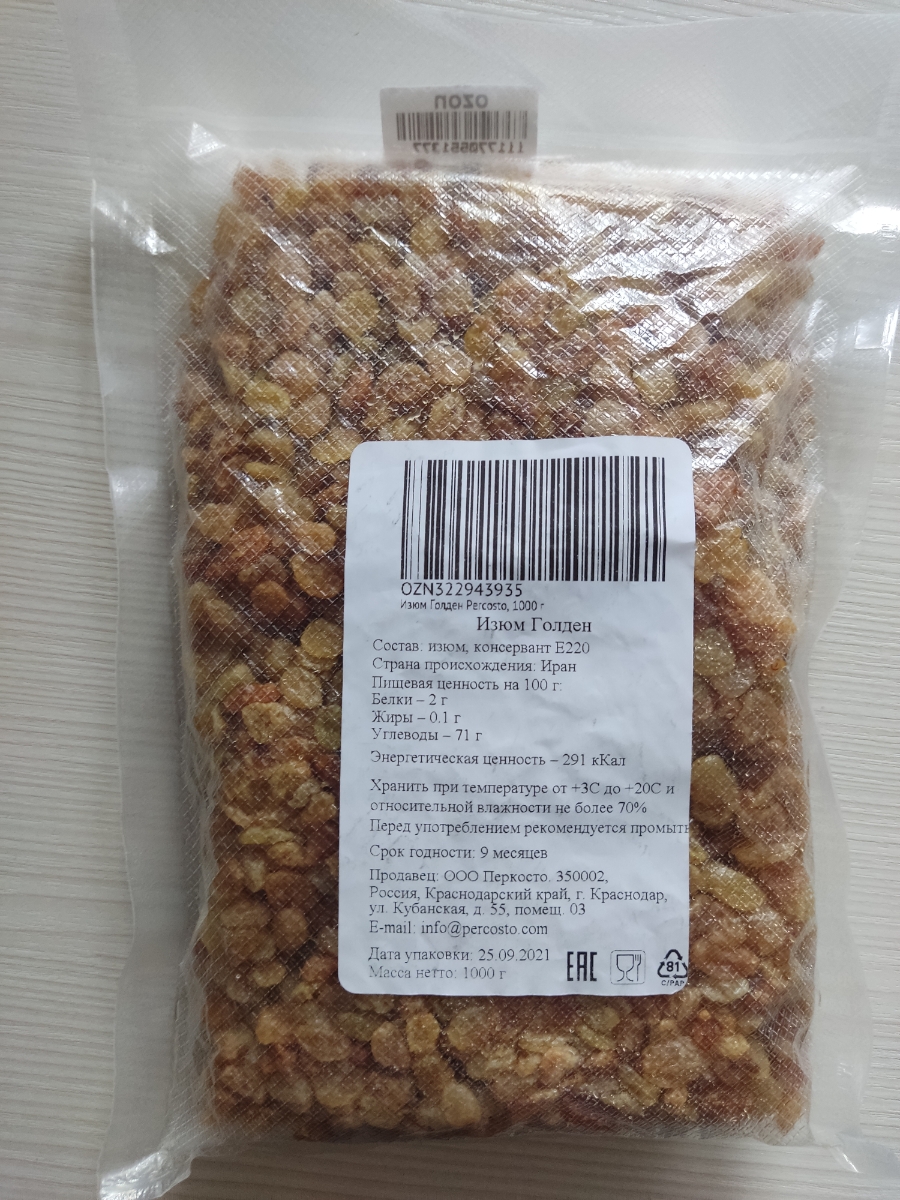 ozon
OZN322943935
Изюм Голден Percosto, 1000 г
Изюм Голден
Состав: изюм, консервант Е220
Страна происхождения: Иран
Пищевая ценность на 100 г:
Белки – 2 г
Жиры – 0.1 г
Углеводы – 71 г
Энергетическая ценность – 291 кКал
Хранить при температуре от +3С до +20С и
относительной влажности не более 70%
Перед употреблением рекомендуется промыть
Срок годности: 9 месяцев
Продавец: ООО Перкосто. 350002,
Россия, Краснодарский край, г. Краснодар,
ул. Кубанская, д. 55, помещ. 03
E-mail: info@percosto.com
Дата упаковки: 25.09.2021
Масса нетто: 1000 г
EAC
81
C/PAP